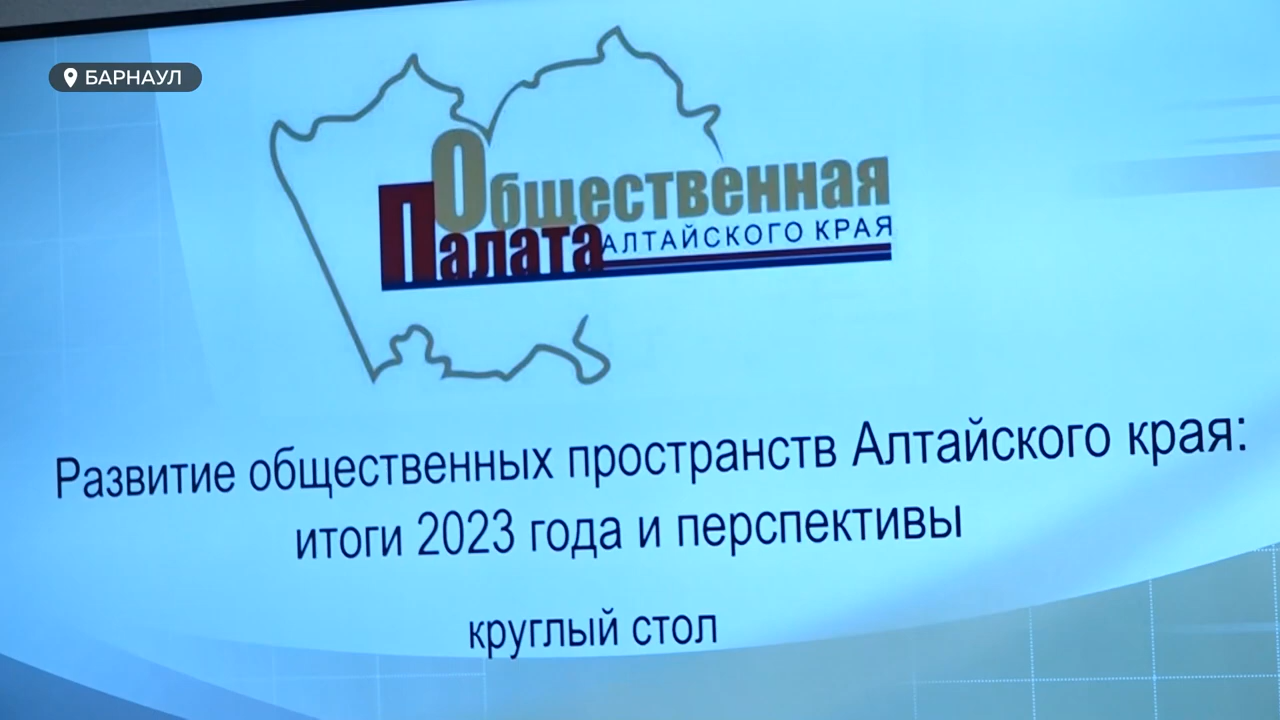 БАРНАУЛ
Общественная
Палата
АЛТАЙСКОГО КРАЯ
Развитие общественных пространств Алтайского края:
итоги 2023 года и перспективы
круглый стол